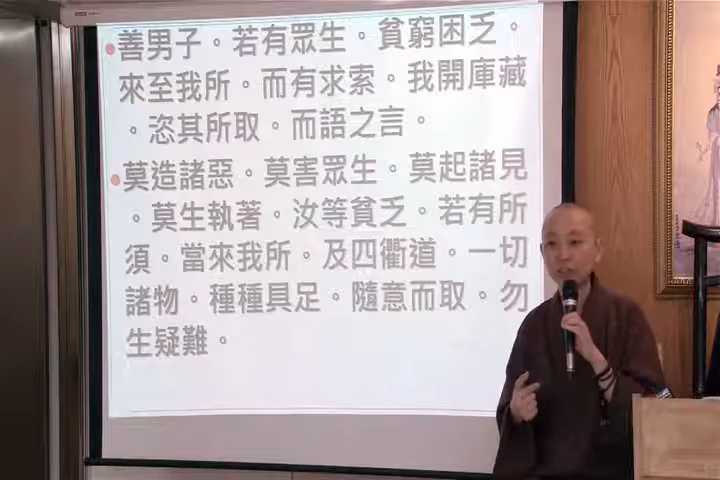 善男子。若有眾生。貧窮困乏。
來至我所。而有求索。我開庫藏
。恣其所取。而語之言。
莫造諸惡。莫害眾生。莫起諸見
。莫生執著。汝等貧乏。若有所
須。當來我所。及四衢道。一切
諸物。種種具足。隨意而取。勿
生疑難。